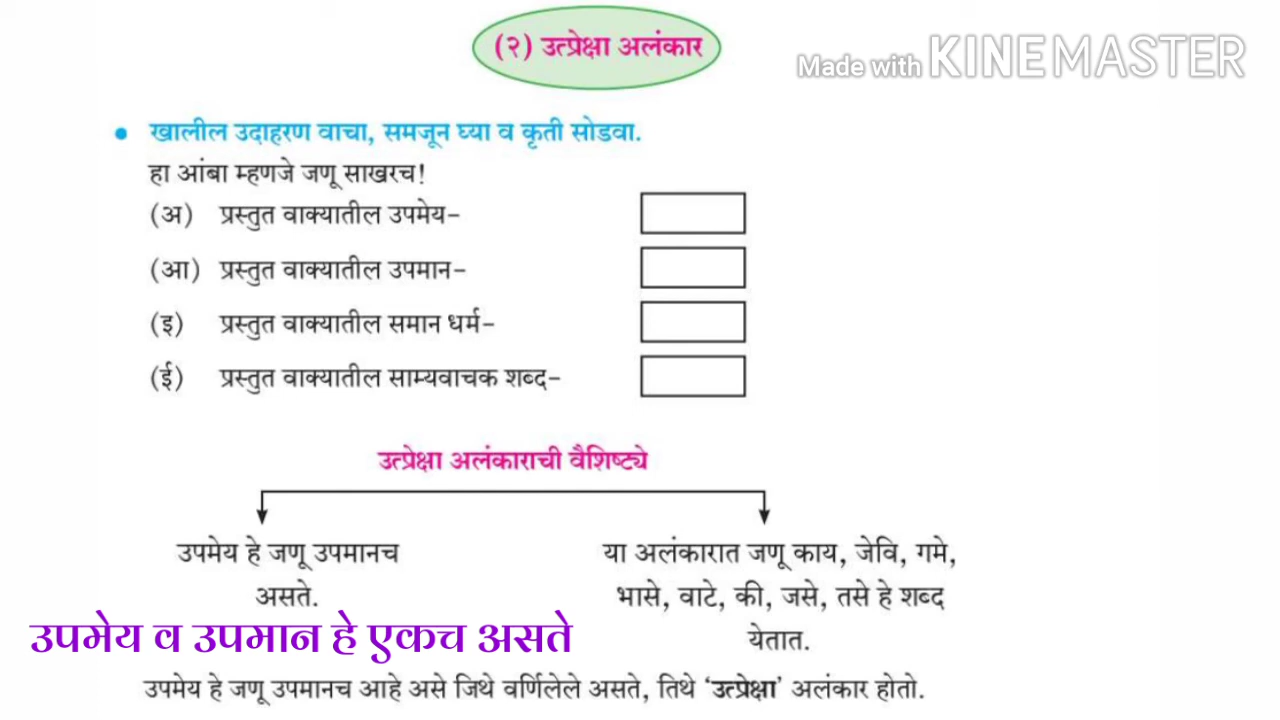 (२) उत्प्रेक्षा अलंकार
Made with KINEMASTER
• खालील उदाहरण वाचा, समजून घ्या व कृती सोडवा.
हा आंबा म्हणजे जणू साखरच!
(अ) प्रस्तुत वाक्यातील उपमेय-
(आ) प्रस्तुत वाक्यातील उपमान-
(इ) प्रस्तुत वाक्यातील समान धर्म-
(ई) प्रस्तुत वाक्यातील साम्यवाचक शब्द-
उत्प्रेक्षा अलंकाराची वैशिष्ट्ये
उपमेय हे जणू उपमानच
असते.
या अलंकारात जणू काय, जेवि, गमे,
भासे, वाटे, की, जसे, तसे हे शब्द
येतात.
उपमेय व उपमान हे एकच असते
उपमेय हे जणू उपमानच आहे असे जिथे वर्णिलेले असते, तिथे ‘उत्प्रेक्षा’ अलंकार होतो.